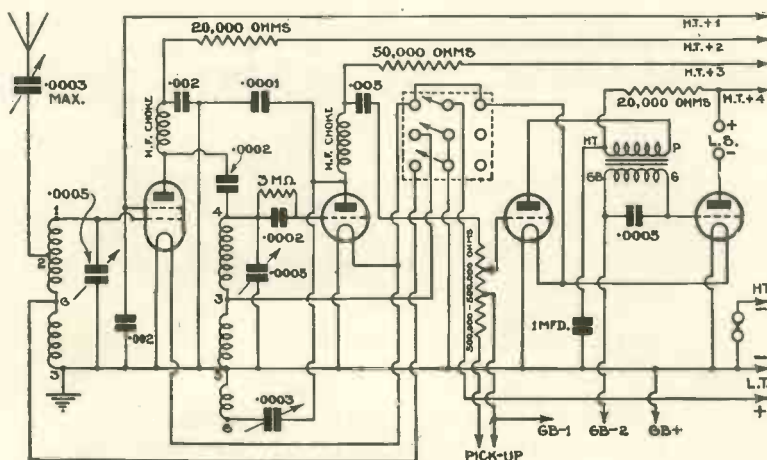 20,000 OHMS
H.T.+1
H.T.+2
50,000 OHMS
H.T.+3
.0003
MAX.
.002
.0001
.005
20,000 OHMS
H.T.+4
H.F. CHOKE
H.F. CHOKE
.0002
HT
P
+
L.S.
-
.0005
3 MΩ
GB
G
1
4
.0002
.0005
2
.0005
3
500,000-500,000 OHMS
HT
-
6
.002
1 MFD.
3
5
-
L.T.
.0003
6
+
GB-1
GB-2
GB+
PICK-UP